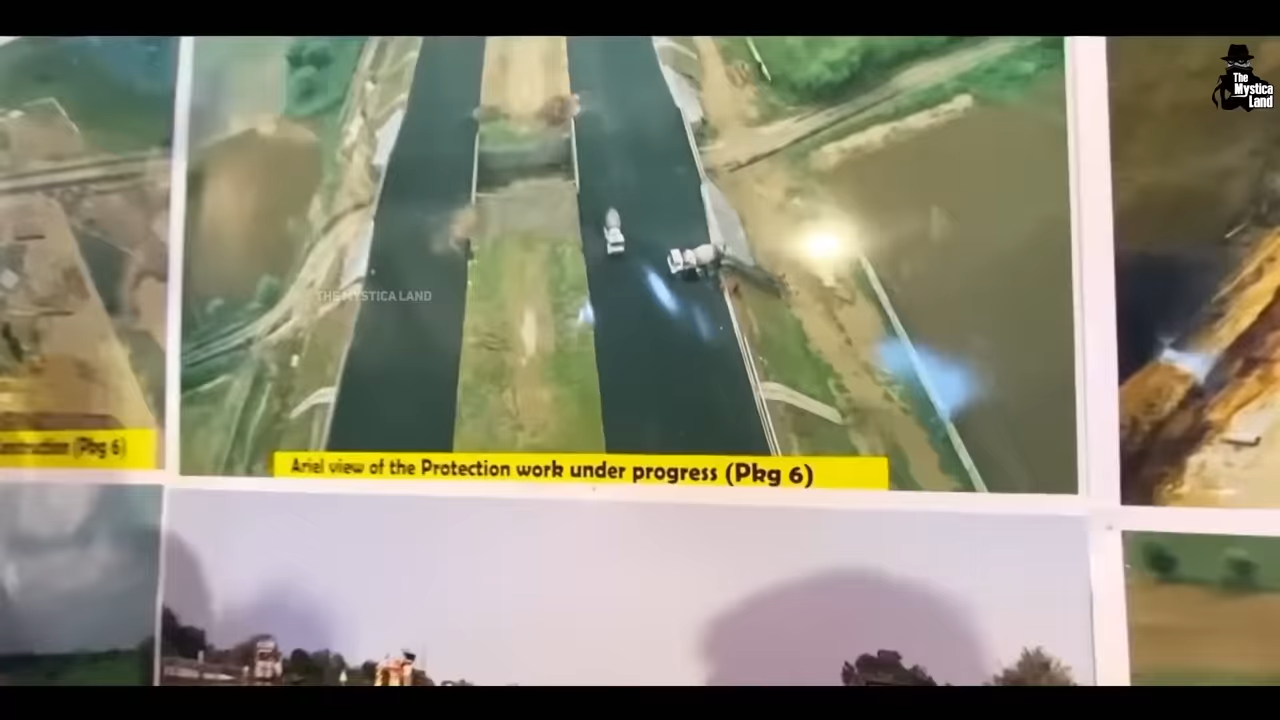 The
Mystica
Land
THE MYSTICA LAND
(Pkg 6)
Ariel view of the Protection work under progress (Pkg 6)